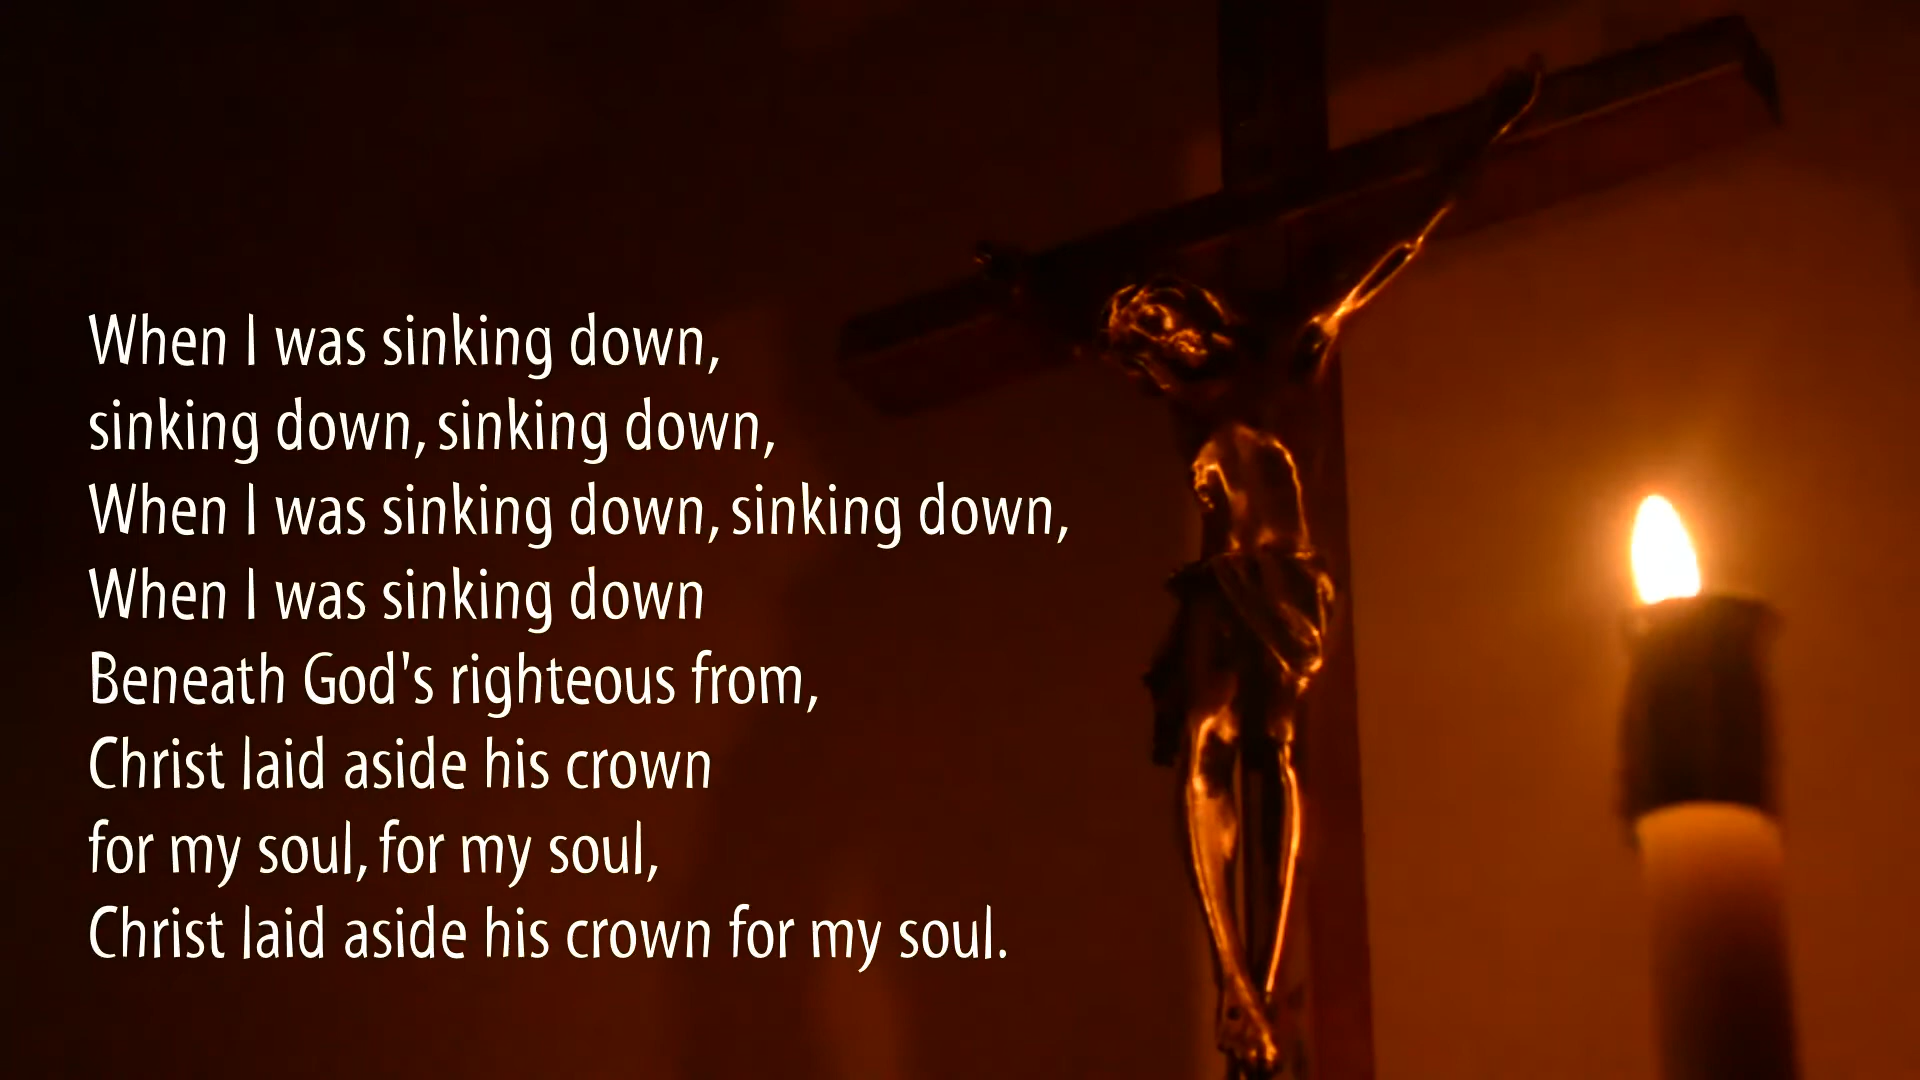 When I was sinking down,
sinking down, sinking down,
When I was sinking down, sinking down,
When I was sinking down
Beneath God's righteous from,
Christ laid aside his crown
for my soul, for my soul,
Christ laid aside his crown for my soul.